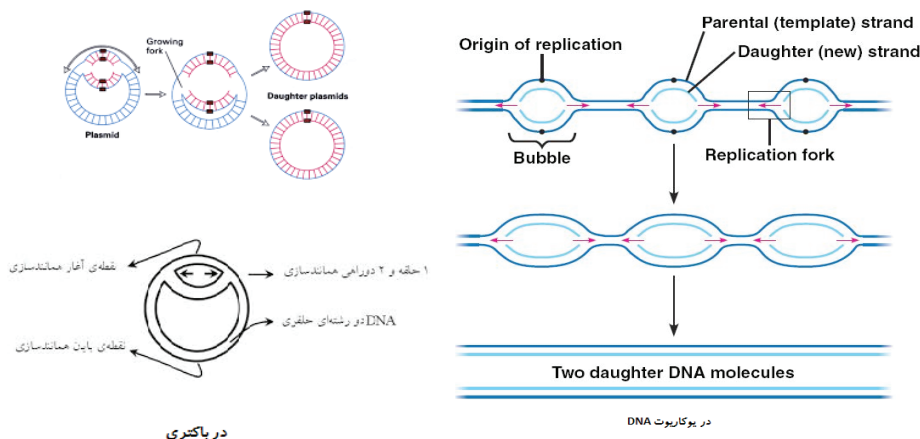 Growing
fork
Plasmid
Daughter plasmids
نقطه‌ی آغاز همانندسازی
۱ حلقه و ۲ دوراهی همانندسازی
DNA دو رشته‌ای حلقوی
نقطه‌ی پایان همانندسازی
در باکتری
Parental (template) strand
Origin of replication
Daughter (new) strand
Bubble
Replication fork
Two daughter DNA molecules
در یوکاریوت DNA